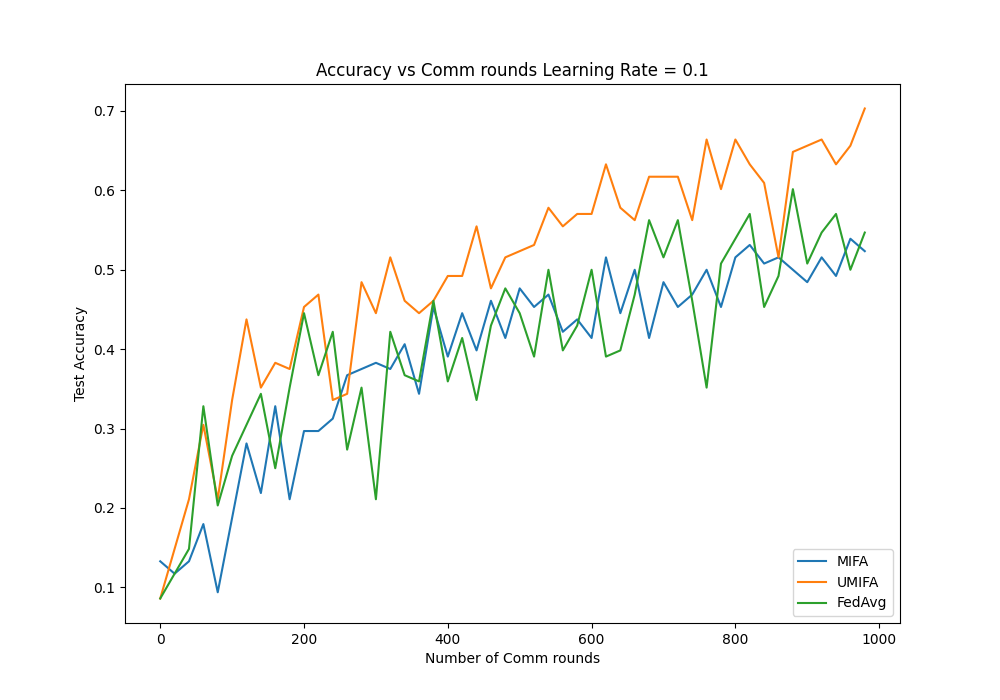 Accuracy vs Comm rounds Learning Rate = 0.1
Test Accuracy
0.7
0.6
0.5
0.4
0.3
0.2
0.1
0 200 400 600 800 1000
Number of Comm rounds
MIFA
UMIFA
FedAvg